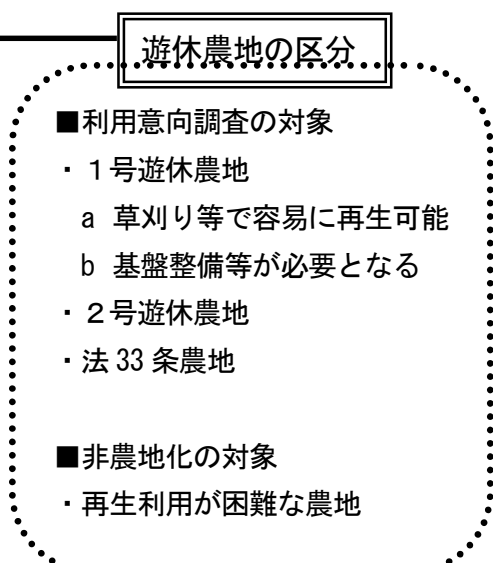 遊休農地の区分
■利用意向調査の対象
・１号遊休農地
a 草刈り等で容易に再生可能
b 基盤整備等が必要となる
・２号遊休農地
・法 33 条農地
■非農地化の対象
・再生利用が困難な農地